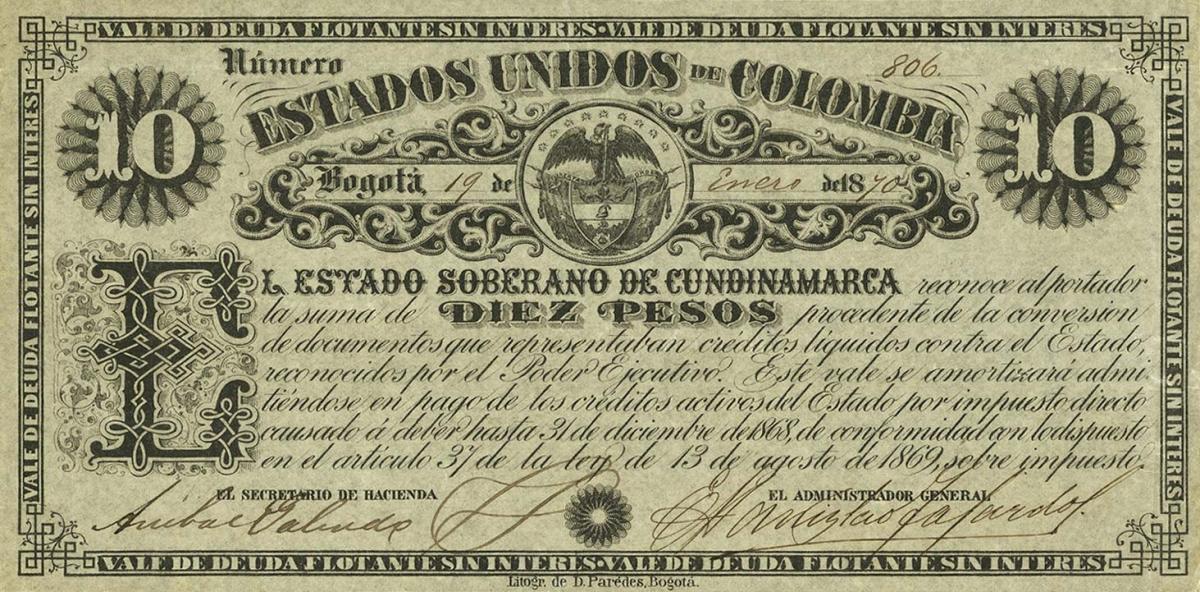 VALE DE DEUDA FLOTANTE SIN INTERES·VALE DE DEUDA FLOTANTE SIN INTERES
Número 806.
ESTADOS UNIDOS DE COLOMBIA
10 10
Bogotá, 19 de Enero de 1870
EL ESTADO SOBERANO DE CUNDINAMARCA reconoce al portador
la suma de DIEZ PESOS procedente de la conversion
de documentos que representaban créditos líquidos contra el Estado,
reconocidos por el Poder Ejecutivo. Este vale se amortizará admi
tiéndose en pago de los créditos activos del Estado por impuesto directo
causado á deber hasta 31 de diciembre de 1868, de conformidad con lo dispuesto
en el artículo 37 de la ley de 13 de agosto de 1869, sobre impuesto.
EL SECRETARIO DE HACIENDA
EL ADMINISTRADOR GENERAL
Aníbal Galindo
VALE DE DEUDA FLOTANTE SIN INTERES
VALE DE DEUDA FLOTANTE SIN INTERES
VALE DE DEUDA FLOTANTE SIN INTERES·VALE DE DEUDA FLOTANTE SIN INTERES
Litogr. de D. Parédes, Bogotá.